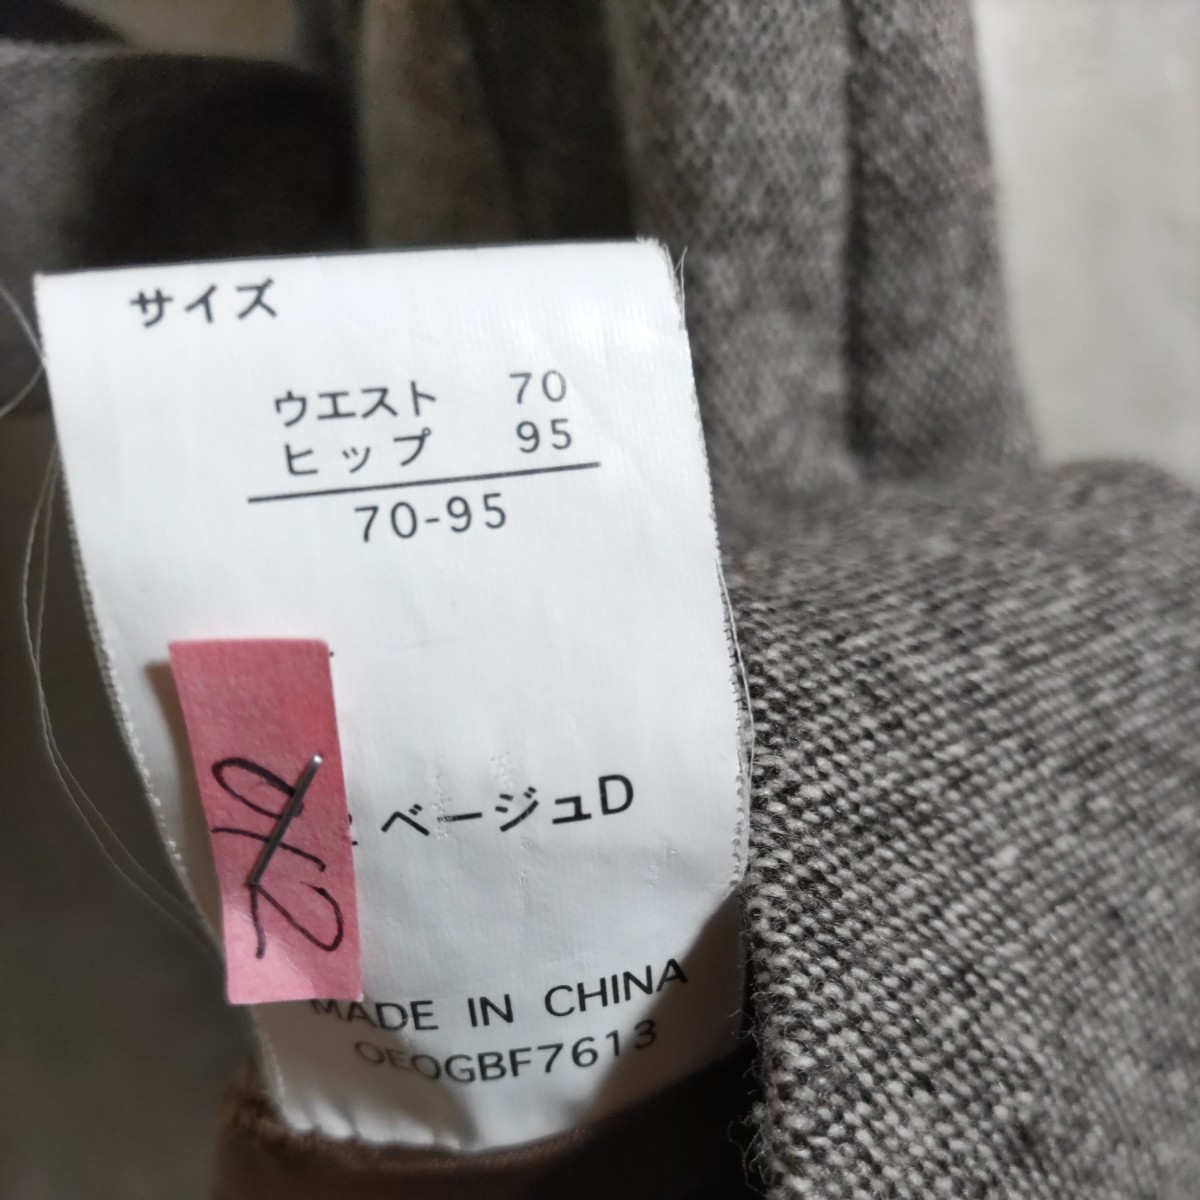 サイズ
ウエスト 70
ヒップ 95
70-95
ベージュD
MADE IN CHINA
OEOGBF7613